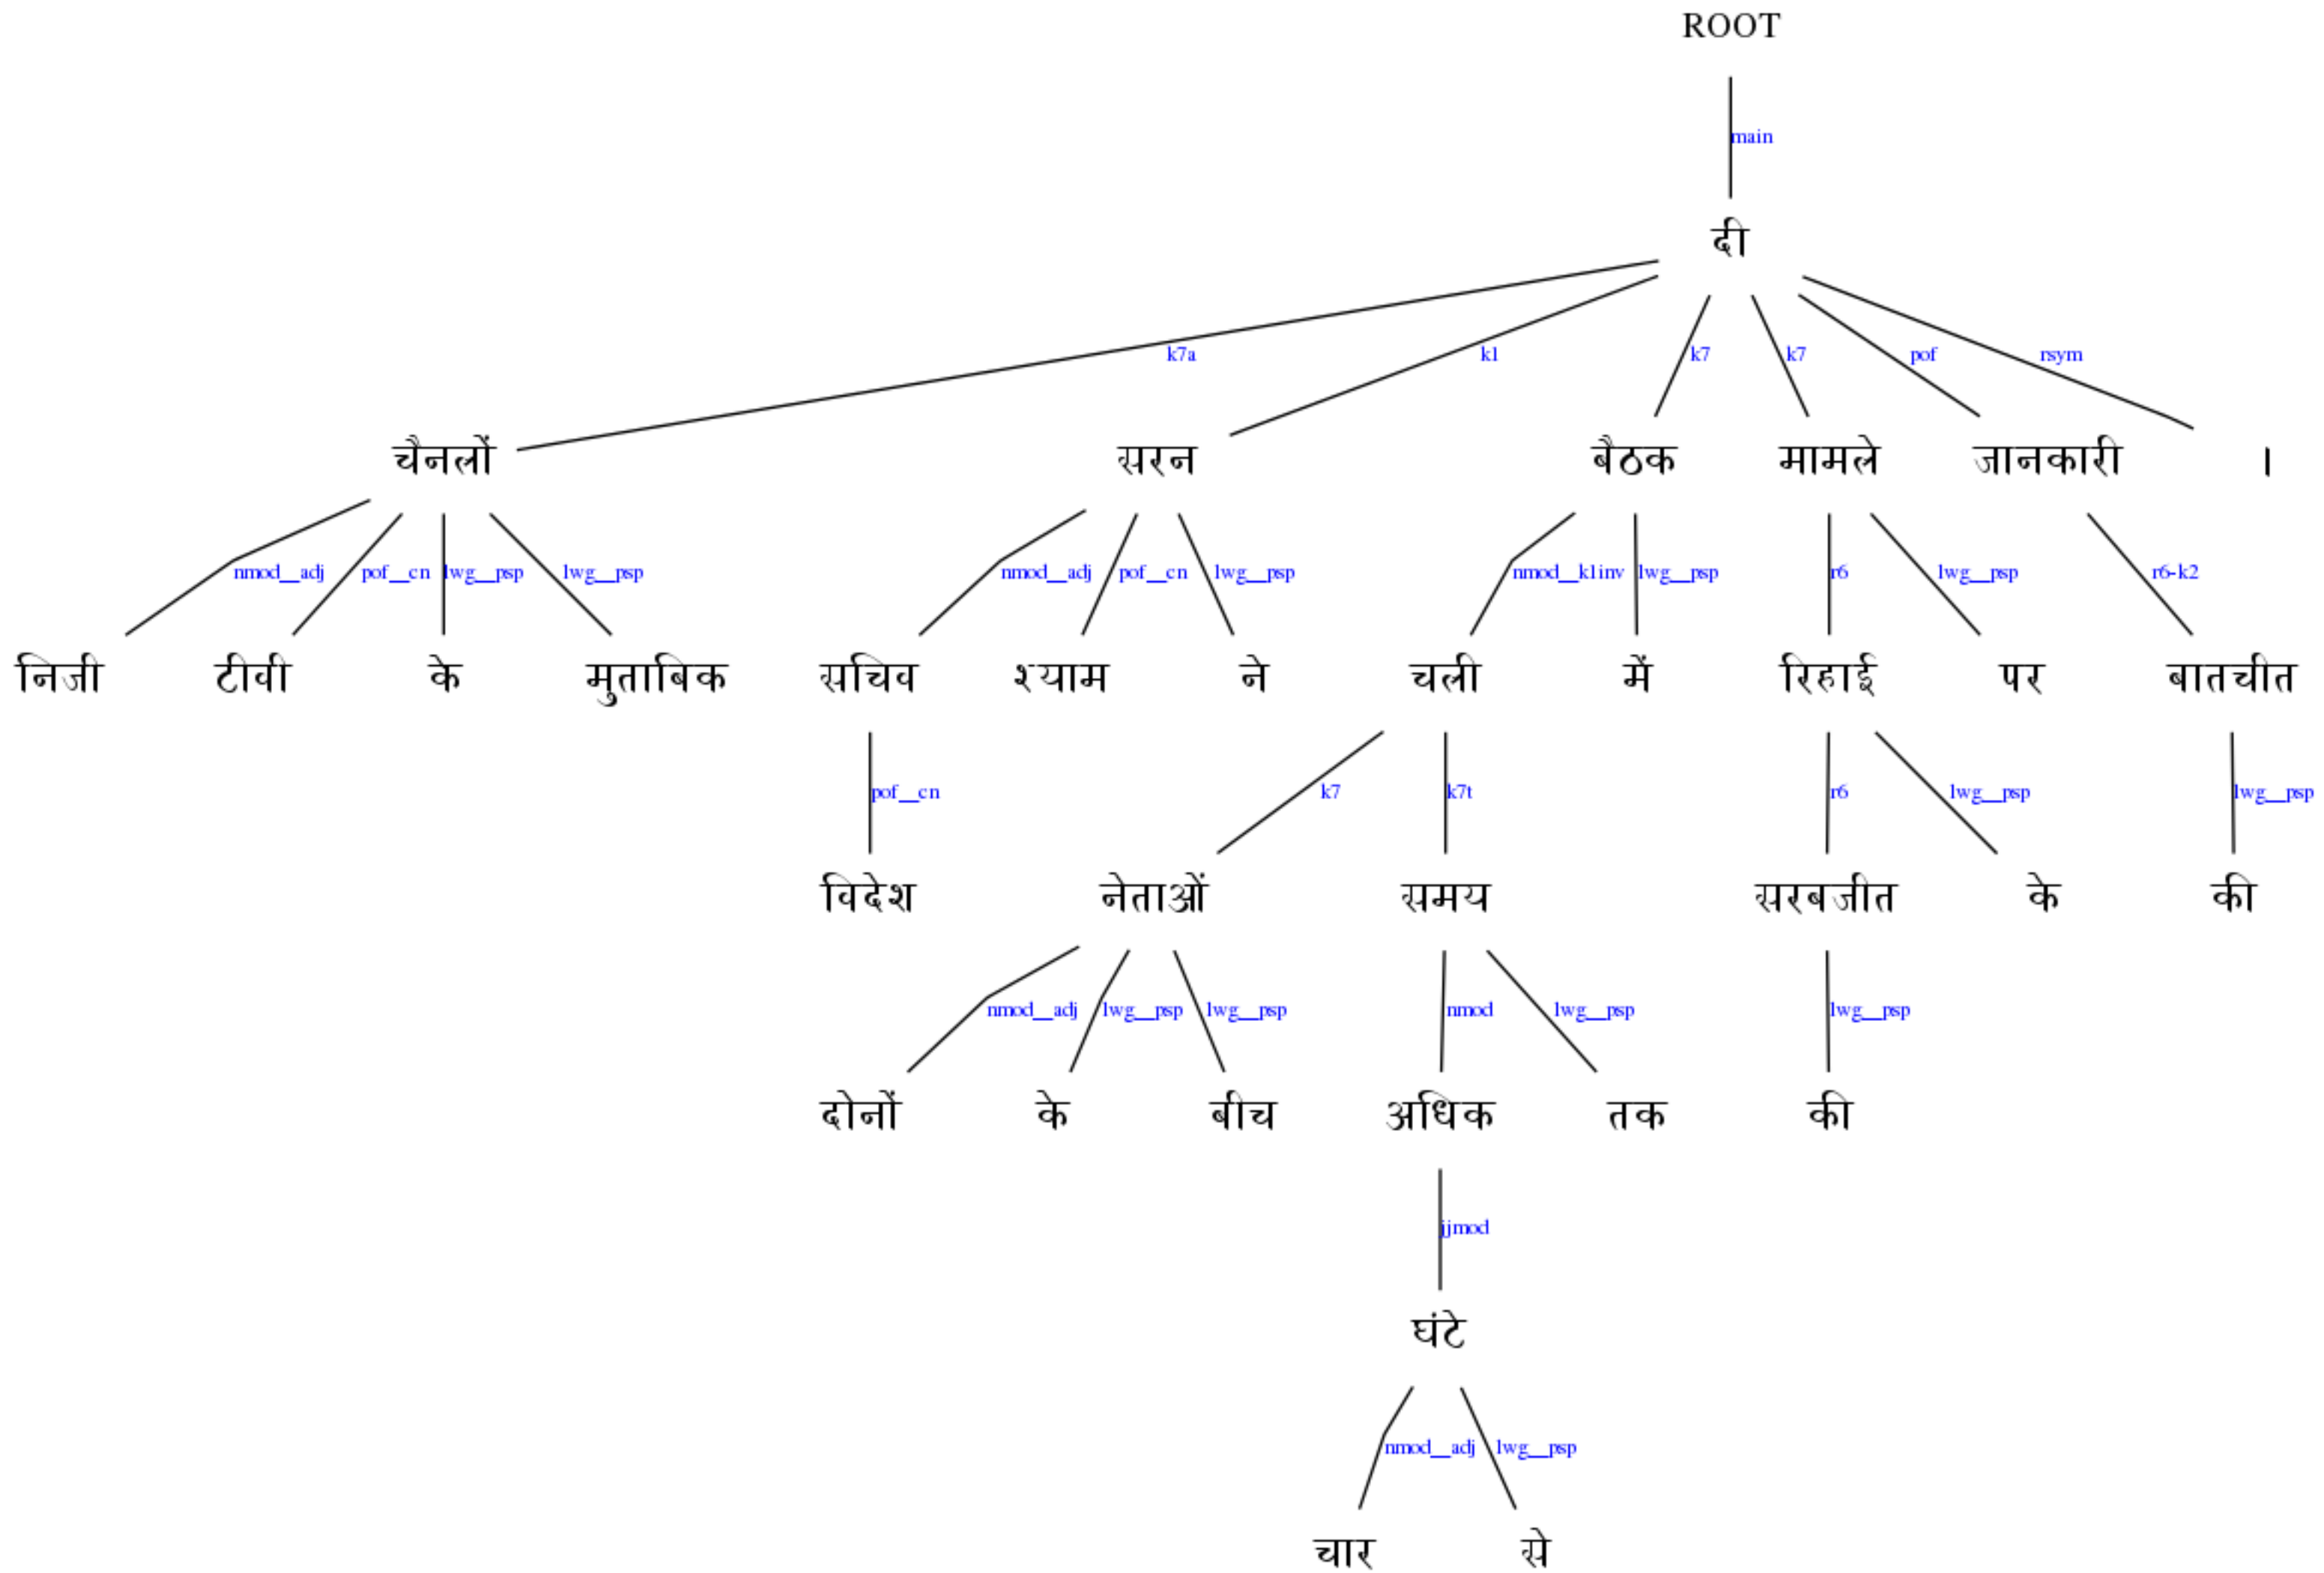 ROOT
main
दी
k7a k1 k7 k7 pof rsym
चैनलों सरन बैठक मामले जानकारी ।
nmod__adj pof__cn lwg__psp lwg__psp nmod__adj pof__cn lwg__psp nmod__k1inv lwg__psp r6 lwg__psp r6-k2
निजी टीवी के मुताबिक सचिव श्याम ने चली में रिहाई पर बातचीत
pof__cn k7 k7t r6 lwg__psp lwg__psp
विदेश नेताओं समय सरबजीत के की
nmod__adj lwg__psp lwg__psp nmod lwg__psp lwg__psp
दोनों के बीच अधिक तक की
jjmod
घंटे
nmod__adj lwg__psp
चार से